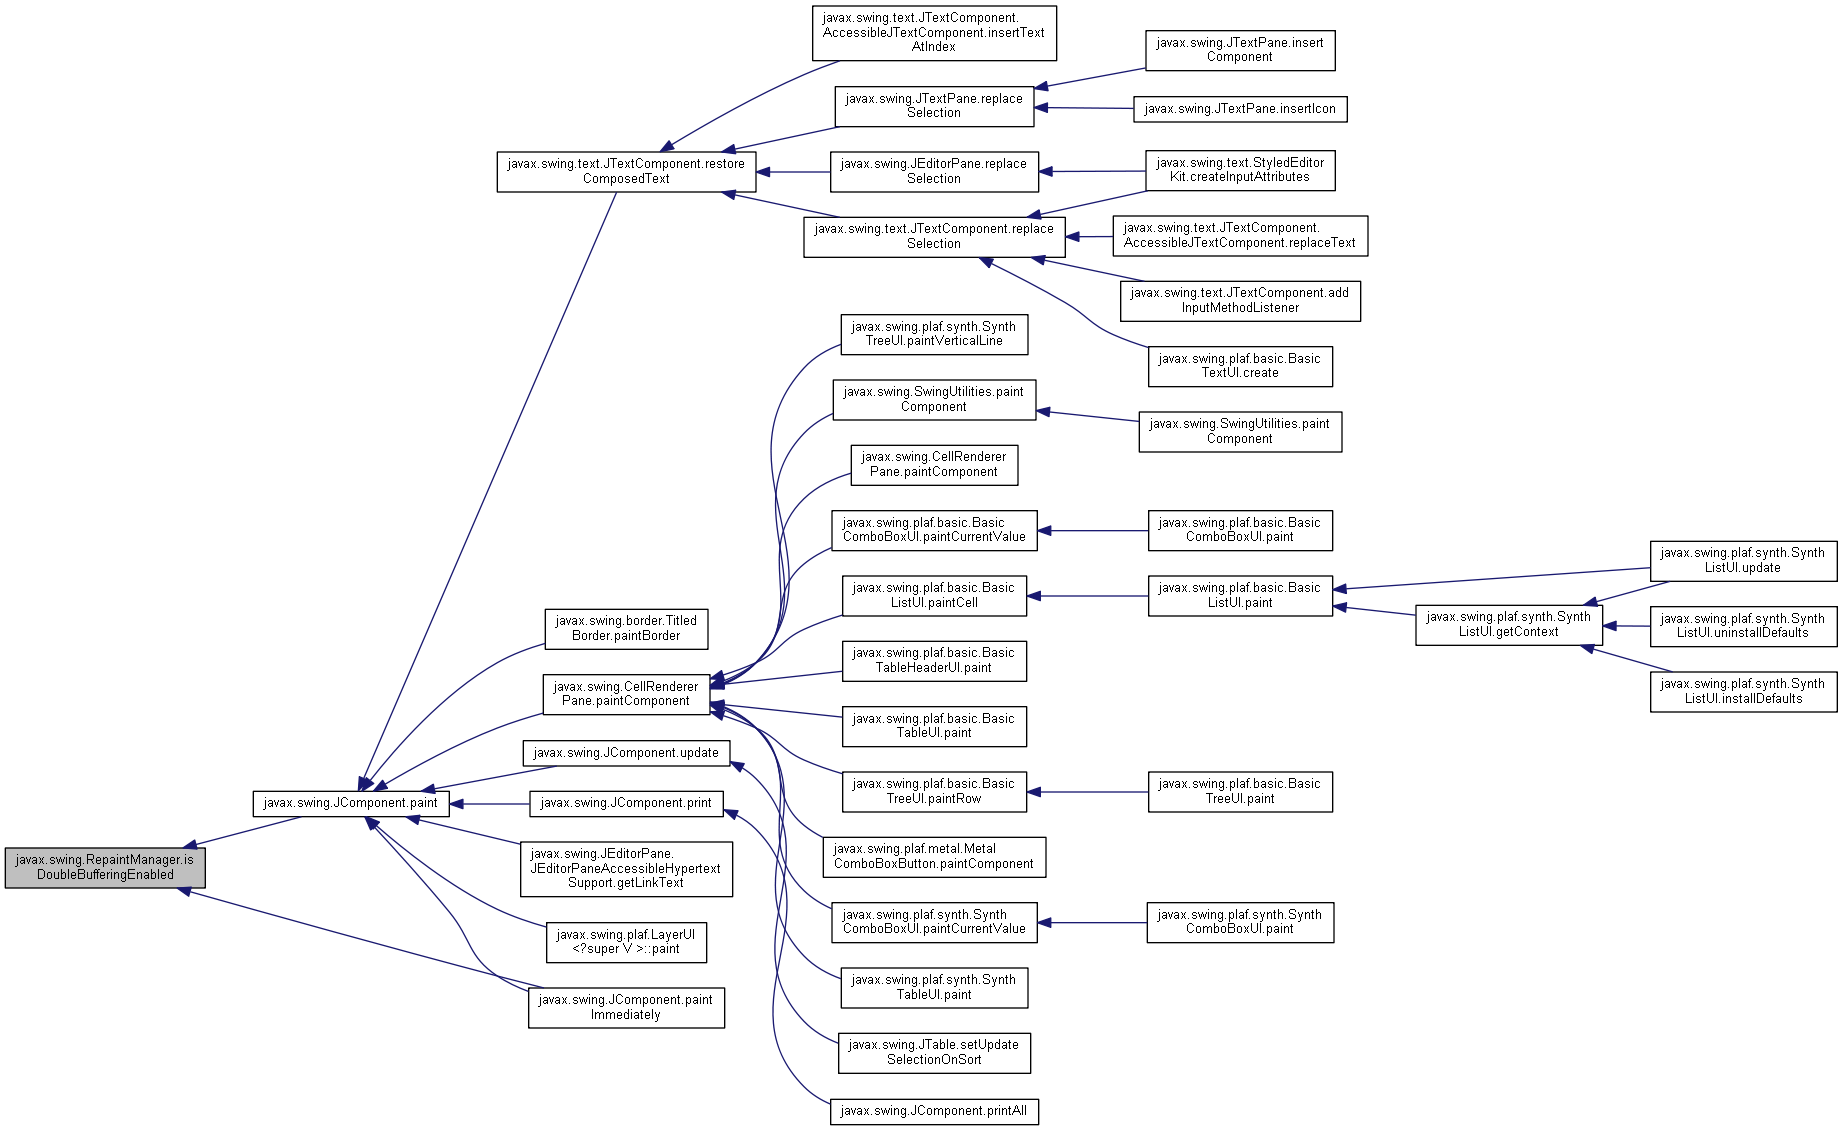 javax.swing.text.JTextComponent.
AccessibleJTextComponent.insertText
AtIndex
javax.swing.JTextPane.insert
Component
javax.swing.JTextPane.replace
Selection
javax.swing.JTextPane.insertIcon
javax.swing.text.JTextComponent.restore
ComposedText
javax.swing.JEditorPane.replace
Selection
javax.swing.text.StyledEditor
Kit.createInputAttributes
javax.swing.text.JTextComponent.replace
Selection
javax.swing.text.JTextComponent.
AccessibleJTextComponent.replaceText
javax.swing.text.JTextComponent.add
InputMethodListener
javax.swing.plaf.synth.Synth
TreeUI.paintVerticalLine
javax.swing.plaf.basic.Basic
TextUI.create
javax.swing.SwingUtilities.paint
Component
javax.swing.SwingUtilities.paint
Component
javax.swing.CellRenderer
Pane.paintComponent
javax.swing.plaf.basic.Basic
ComboBoxUI.paintCurrentValue
javax.swing.plaf.basic.Basic
ComboBoxUI.paint
javax.swing.plaf.synth.Synth
ListUI.update
javax.swing.plaf.basic.Basic
ListUI.paintCell
javax.swing.plaf.basic.Basic
ListUI.paint
javax.swing.plaf.synth.Synth
ListUI.getContext
javax.swing.plaf.synth.Synth
ListUI.uninstallDefaults
javax.swing.border.Titled
Border.paintBorder
javax.swing.plaf.basic.Basic
TableHeaderUI.paint
javax.swing.plaf.synth.Synth
ListUI.installDefaults
javax.swing.CellRenderer
Pane.paintComponent
javax.swing.plaf.basic.Basic
TableUI.paint
javax.swing.JComponent.update
javax.swing.plaf.basic.Basic
TreeUI.paintRow
javax.swing.plaf.basic.Basic
TreeUI.paint
javax.swing.JComponent.paint
javax.swing.JComponent.print
javax.swing.plaf.metal.Metal
ComboBoxButton.paintComponent
javax.swing.RepaintManager.is
DoubleBufferingEnabled
javax.swing.JEditorPane.
JEditorPaneAccessibleHypertext
Support.getLinkText
javax.swing.plaf.synth.Synth
ComboBoxUI.paintCurrentValue
javax.swing.plaf.synth.Synth
ComboBoxUI.paint
javax.swing.plaf.LayerUI
<?super V >::paint
javax.swing.plaf.synth.Synth
TableUI.paint
javax.swing.JComponent.paint
Immediately
javax.swing.JTable.setUpdate
SelectionOnSort
javax.swing.JComponent.printAll